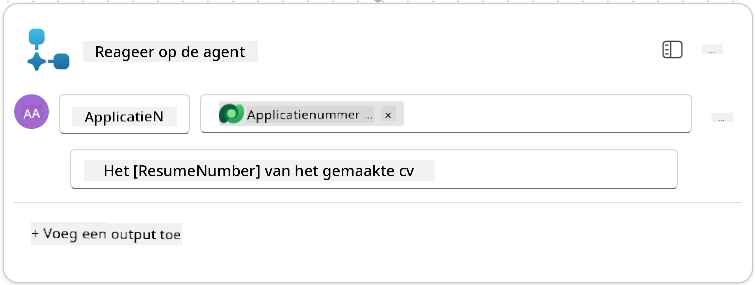 Reageer op de agent
...
AA
ApplicatieN
Applicatienummer ... ×
...
Het [ResumeNumber] van het gemaakte cv
+ Voeg een output toe